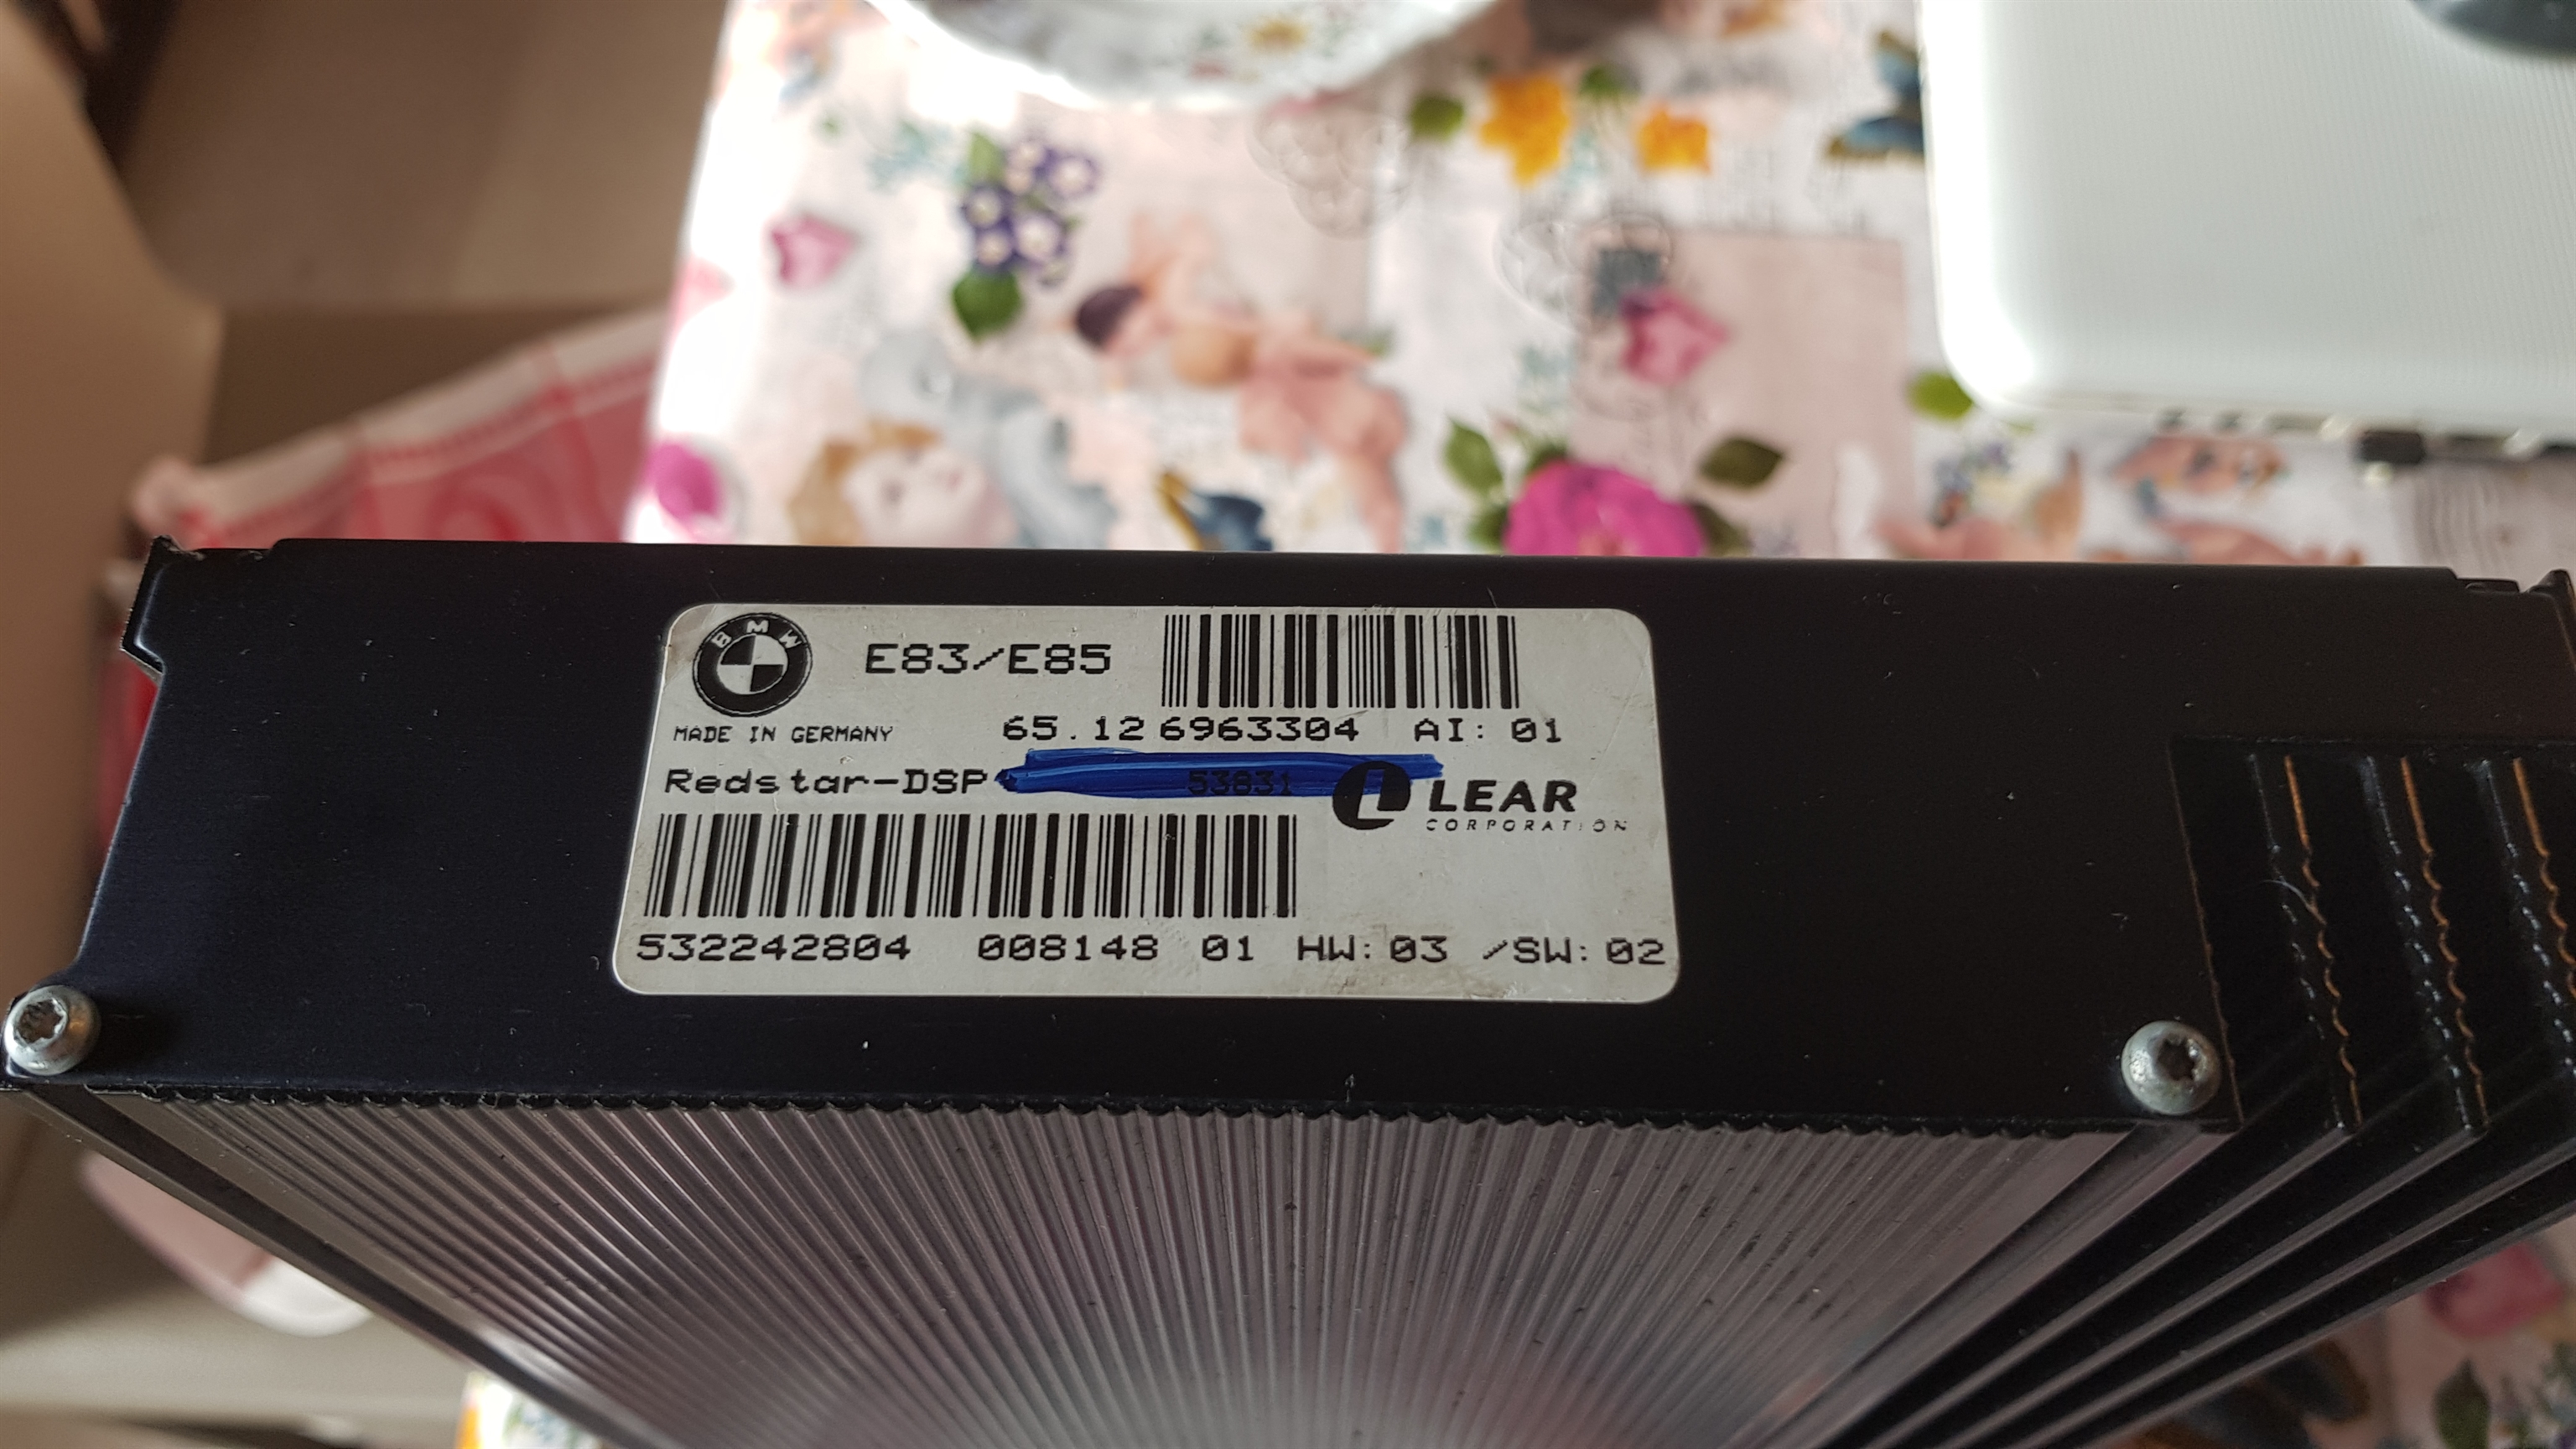 BMW
E83/E85
MADE IN GERMANY
65.12 6963304 AI: 01
Redstar-DSP 53831
LEAR
CORPORATION
532242804 008148 01 HW: 03 /SW: 02